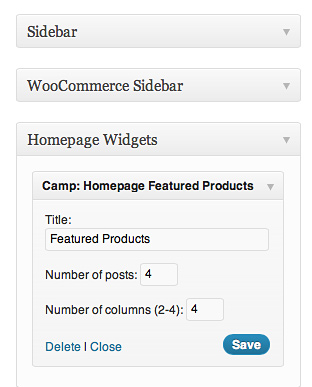 Sidebar
WooCommerce Sidebar
Homepage Widgets
Camp: Homepage Featured Products
Title:
Featured Products
Number of posts: 4
Number of columns (2-4): 4
Delete | Close Save